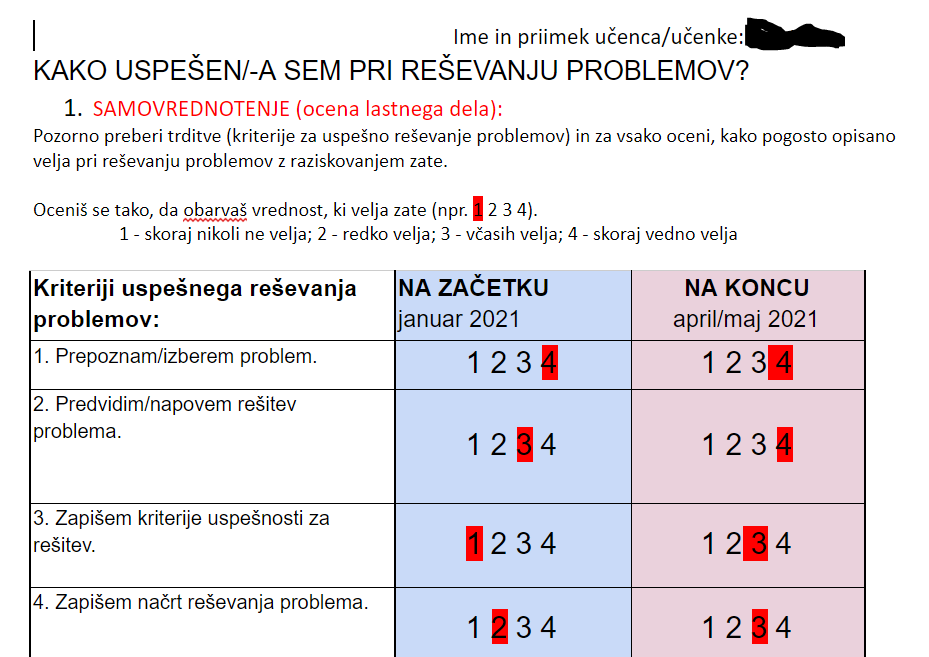 Ime in priimek učenca/učenke:
KAKO USPEŠEN/-A SEM PRI REŠEVANJU PROBLEMOV?
1. SAMOVREDNOTENJE (ocena lastnega dela):
Pozorno preberi trditve (kriterije za uspešno reševanje problemov) in za vsako oceni, kako pogosto opisano
velja pri reševanju problemov z raziskovanjem zate.
Oceniš se tako, da obarvaš vrednost, ki velja zate (npr. 1 2 3 4).
1 - skoraj nikoli ne velja; 2 - redko velja; 3 - včasih velja; 4 - skoraj vedno velja
Kriteriji uspešnega reševanja
problemov:
NA ZAČETKU
januar 2021
NA KONCU
april/maj 2021
1. Prepoznam/izberem problem.
1 2 3 4
1 2 3 4
2. Predvidim/napovem rešitev
problema.
1 2 3 4
1 2 3 4
3. Zapišem kriterije uspešnosti za
rešitev.
1 2 3 4
1 2 3 4
4. Zapišem načrt reševanja problema.
1 2 3 4
1 2 3 4